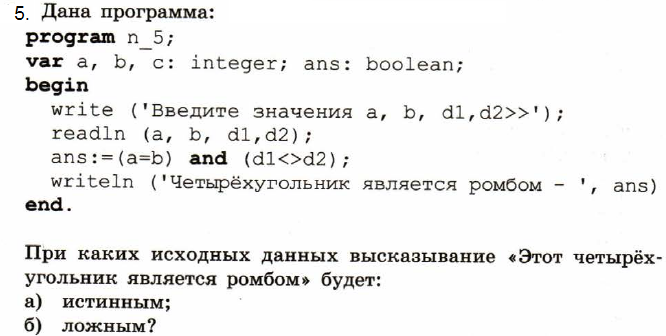 5. Дана программа:
program n_5;
var a, b, c: integer; ans: boolean;
begin
write ('Введите значения a, b, d1,d2>>');
readln (a, b, d1,d2);
ans:=(a=b) and (d1<>d2);
writeln ('Четырёхугольник является ромбом – ', ans)
end.
При каких исходных данных высказывание «Этот четырёх-
угольник является ромбом» будет:
а) истинным;
б) ложным?